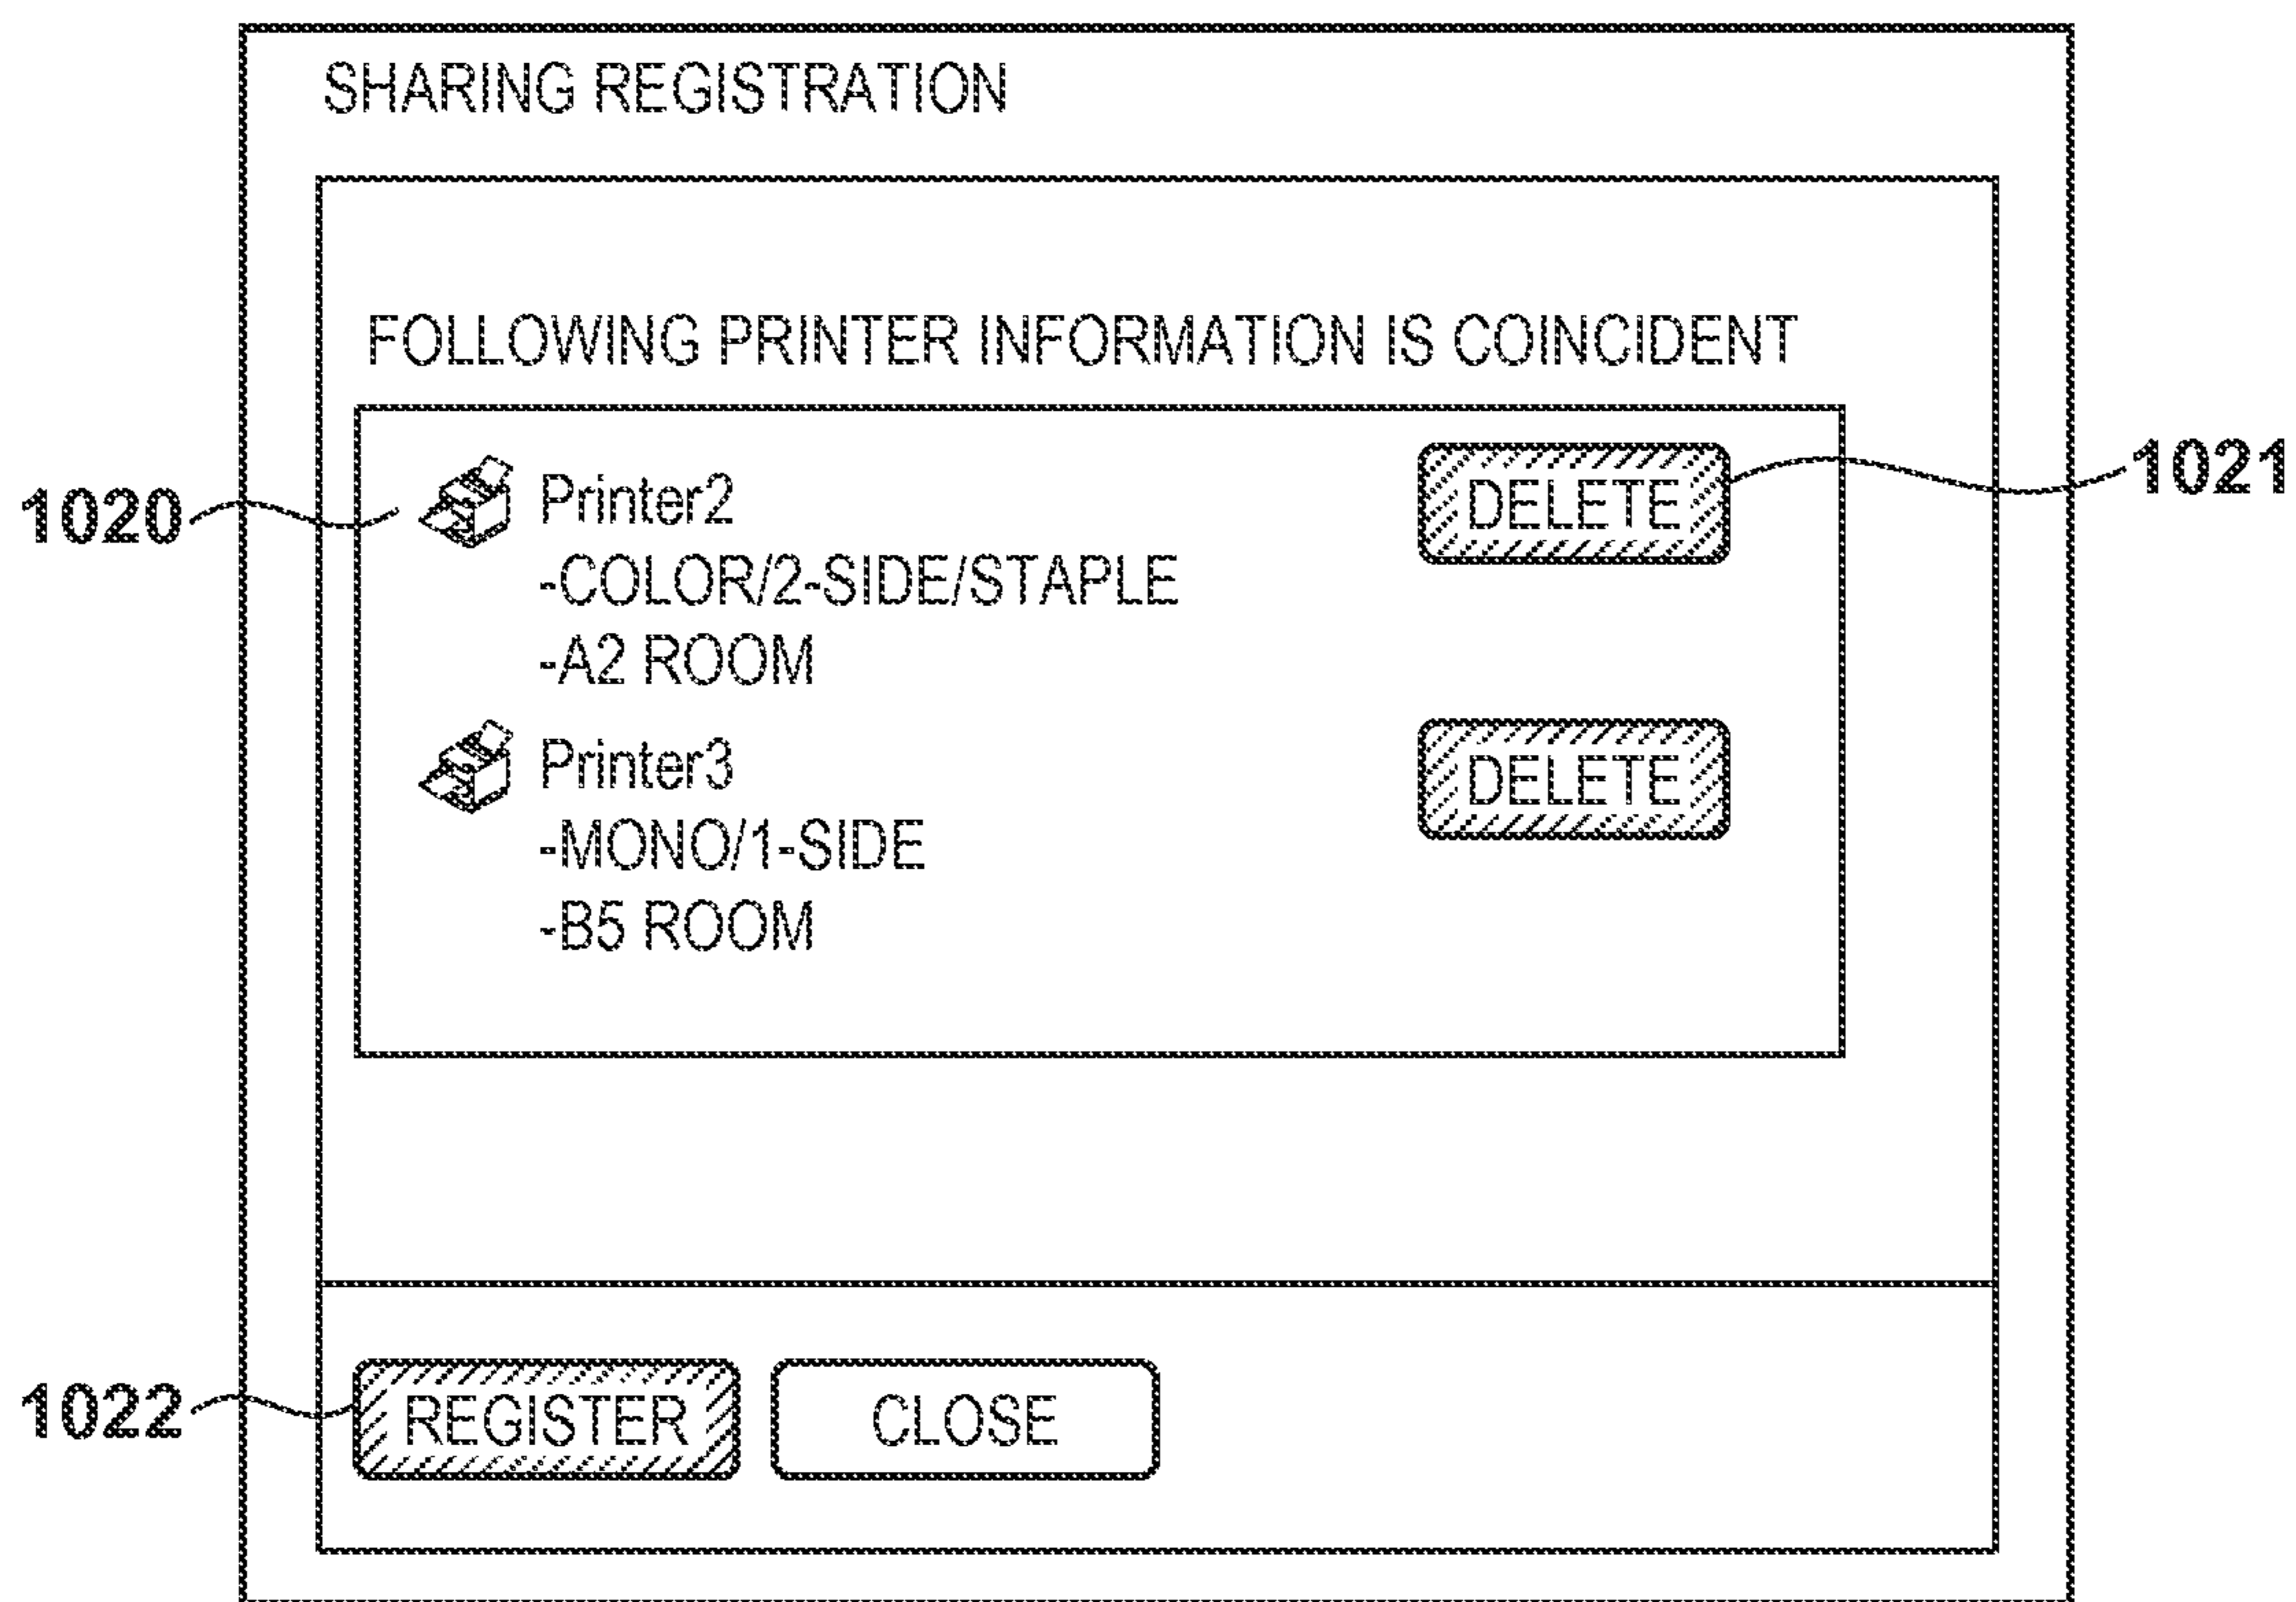 SHARING REGISTRATION
FOLLOWING PRINTER INFORMATION IS COINCIDENT
1020
Printer2
DELETE
1021
-COLOR/2-SIDE/STAPLE
-A2 ROOM
Printer3
DELETE
-MONO/1-SIDE
-B5 ROOM
1022
REGISTER
CLOSE